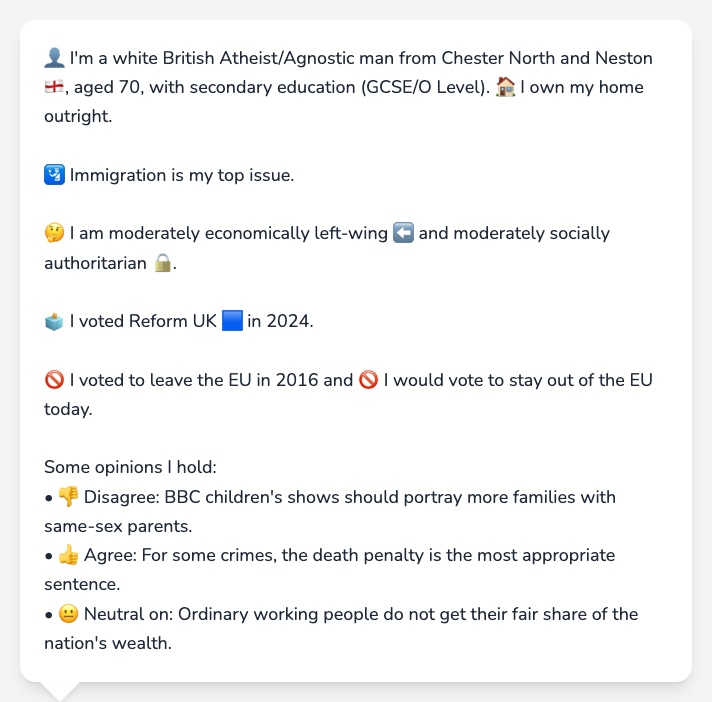 👤 I'm a white British Atheist/Agnostic man from Chester North and Neston
🏴󠁧󠁢󠁥󠁮󠁧󠁿, aged 70, with secondary education (GCSE/O Level). 🏠 I own my home
outright.
🛂 Immigration is my top issue.
🤔 I am moderately economically left-wing ⬅️ and moderately socially
authoritarian 🔒.
🗳️ I voted Reform UK 🟦 in 2024.
🚫 I voted to leave the EU in 2016 and 🚫 I would vote to stay out of the EU
today.
Some opinions I hold:
• 👎 Disagree: BBC children's shows should portray more families with
same-sex parents.
• 👍 Agree: For some crimes, the death penalty is the most appropriate
sentence.
• 😐 Neutral on: Ordinary working people do not get their fair share of the
nation's wealth.